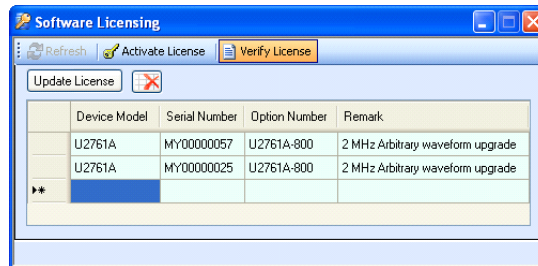 Software Licensing
Refresh Activate License Verify License
Update License
Device Model Serial Number Option Number Remark
U2761A MY00000057 U2761A-800 2 MHz Arbitrary waveform upgrade
U2761A MY00000025 U2761A-800 2 MHz Arbitrary waveform upgrade